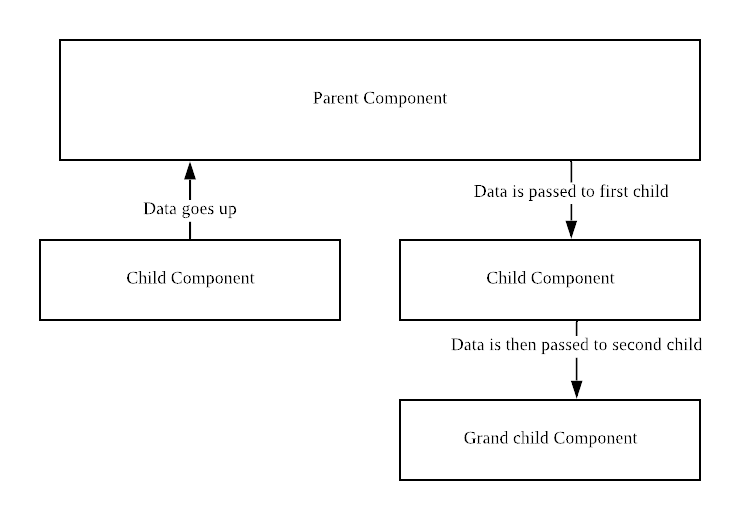 Parent Component
Data is passed to first child
Data goes up
Child Component
Child Component
Data is then passed to second child
Grand child Component